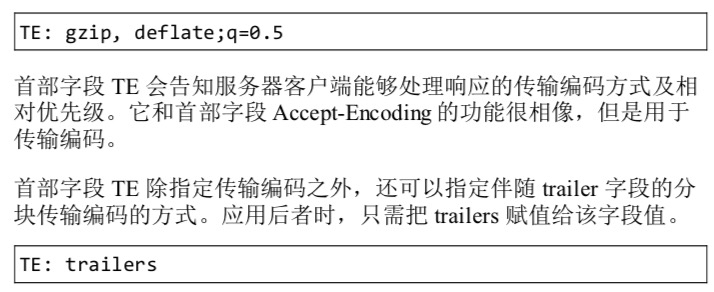 TE: gzip, deflate;q=0.5
首部字段 TE 会告知服务器客户端能够处理响应的传输编码方式及相
对优先级。它和首部字段 Accept-Encoding 的功能很相像，但是用于
传输编码。
首部字段 TE 除指定传输编码之外，还可以指定伴随 trailer 字段的分
块传输编码的方式。应用后者时，只需把 trailers 赋值给该字段值。
TE: trailers